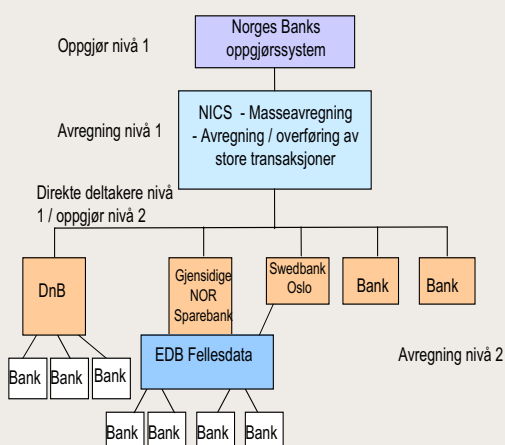 Norges Banks
oppgjørssystem
Oppgjør nivå 1
NICS - Masseavregning
- Avregning / overføring av
store transaksjoner
Avregning nivå 1
Direkte deltakere nivå
1 / oppgjør nivå 2
DnB
Gjensidige
NOR
Sparebank
Swedbank
Oslo
Bank
Bank
EDB Fellesdata
Avregning nivå 2
Bank
Bank
Bank
Bank
Bank
Bank
Bank